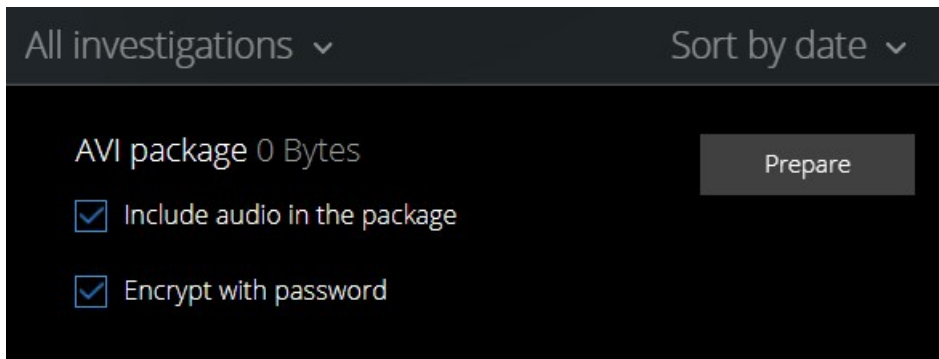 All investigations
Sort by date
AVI package 0 Bytes
Prepare
Include audio in the package
Encrypt with password